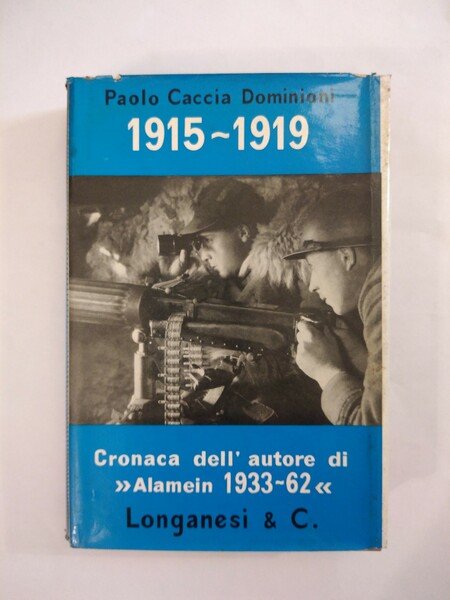 Paolo Caccia Dominioni
1915~1919
Cronaca dell' autore di
»Alamein 1933~62«
Longanesi & C.